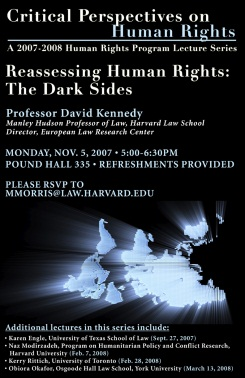 Critical Perspectives on
Human Rights
A 2007-2008 Human Rights Program Lecture Series
Reassessing Human Rights:
The Dark Sides
Professor David Kennedy
Manley Hudson Professor of Law, Harvard Law School
Director, European Law Research Center
MONDAY, NOV. 5, 2007 • 5:00-6:30PM
POUND HALL 335 • REFRESHMENTS PROVIDED
PLEASE RSVP TO
MMORRIS@LAW.HARVARD.EDU
Additional lectures in this series include:
• Karen Engle, University of Texas School of Law (Sept. 27, 2007)
• Naz Modirzadeh, Program on Humanitarian Policy and Conflict Research,
Harvard University (Feb. 7, 2008)
• Kerry Rittich, University of Toronto (Feb. 28, 2008)
• Obiora Okafor, Osgoode Hall Law School, York University (March 13, 2008)